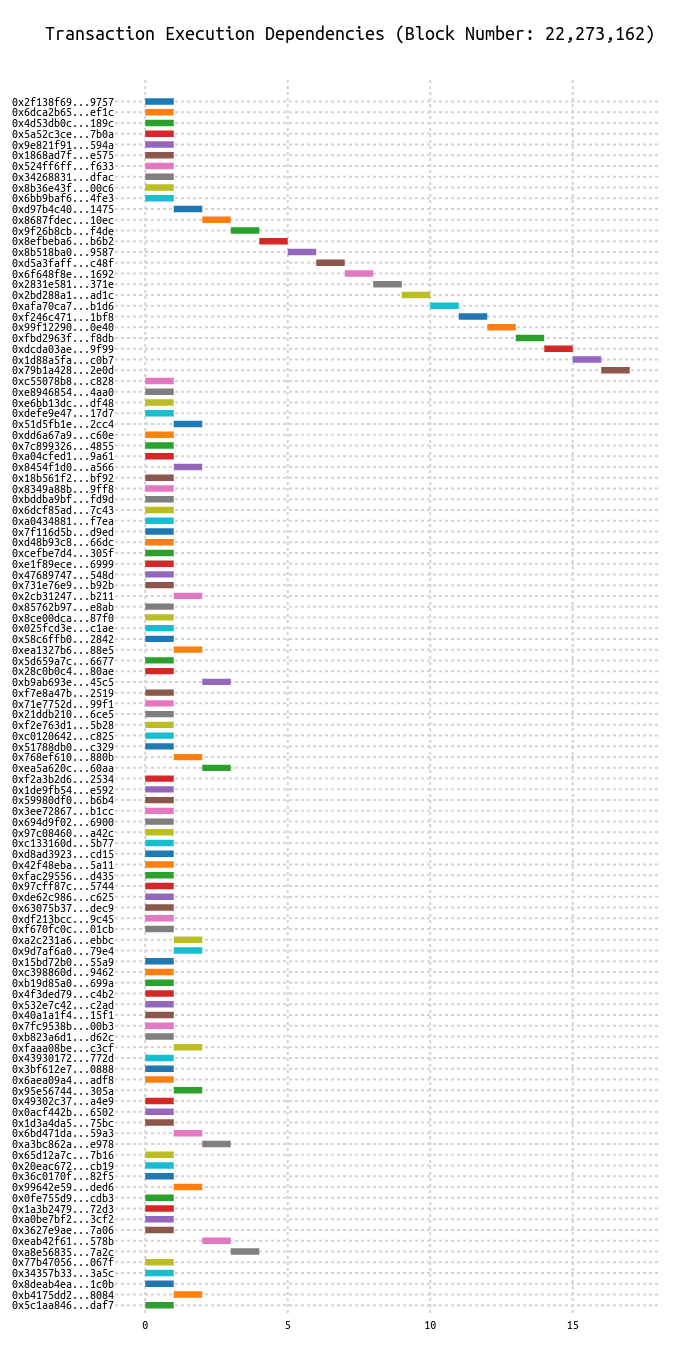 Transaction Execution Dependencies (Block Number: 22,273,162)
0x2f138f69...9757
0x6dca2b65...ef1c
0x4d53db0c...189c
0x5a52c3ce...7b0a
0x9e821f91...594a
0x1868ad7f...e575
0x524ff6ff...f633
0x34268831...dfac
0x8b36e43f...00c6
0x6bb9baf6...4fe3
0xd97b4c40...1475
0x8687fdec...10ec
0x9f26b8cb...f4de
0x8efbeba6...b6b2
0x8b518ba0...9587
0xd5a3faff...c48f
0x6f648f8e...1692
0x2831e581...371e
0x2bd288a1...ad1c
0xafa70ca7...b1d6
0xf246c471...1bf8
0x99f12290...0e40
0xfbd2963f...f8db
0xdcda03ae...9f99
0x1d88a5fa...c0b7
0x79b1a428...2e0d
0xc55078b8...c828
0xe8946854...4aa0
0xe6bb13dc...df48
0xdefe9e47...17d7
0x51d5fb1e...2cc4
0xdd6a67a9...c60e
0x7c899326...4855
0xa04cfed1...9a61
0x8454f1d0...a566
0x18b561f2...bf92
0x8349a88b...9ff8
0xbddba9bf...fd9d
0x6dcf85ad...7c43
0xa0434881...f7ea
0x7f116d5b...d9ed
0xd48b93c8...66dc
0xcefbe7d4...305f
0xe1f89ece...6999
0x47689747...548d
0x731e76e9...b92b
0x2cb31247...b211
0x85762b97...e8ab
0x8ce00dca...87f0
0x025fcd3e...c1ae
0x58c6ffb0...2842
0xea1327b6...88e5
0x5d659a7c...6677
0x28c0b0c4...80ae
0xb9ab693e...45c5
0xf7e8a47b...2519
0x71e7752d...99f1
0x21ddb210...6ce5
0xf2e763d1...5b28
0xc0120642...c825
0x51788db0...c329
0x768ef610...880b
0xea5a620c...60aa
0xf2a3b2d6...2534
0x1de9fb54...e592
0x59980df0...b6b4
0x3ee72867...b1cc
0x694d9f02...6900
0x97c08460...a42c
0xc133160d...5b77
0xd8ad3923...cd15
0x42f48eba...5a11
0xfac29556...d435
0x97cff87c...5744
0xde62c986...c625
0x63075b37...dec9
0xdf213bcc...9c45
0xf670fc0c...01cb
0xa2c231a6...ebbc
0x9d7af6a0...79e4
0x15bd72b0...55a9
0xc398860d...9462
0xb19d85a0...699a
0x4f3ded79...c4b2
0x532e7c42...c2ad
0x40a1a1f4...15f1
0x7fc9538b...00b3
0xb823a6d1...d62c
0xfaaa08be...c3cf
0x43930172...772d
0x3bf612e7...0888
0x6aea09a4...adf8
0x95e56744...305a
0x49302c37...a4e9
0x0acf442b...6502
0x1d3a4da5...75bc
0x6bd471da...59a3
0xa3bc862a...e978
0x65d12a7c...7b16
0x20eac672...cb19
0x36c0170f...82f5
0x99642e59...ded6
0x0fe755d9...cdb3
0x1a3b2479...72d3
0xa0be7bf2...3cf2
0x3627e9ae...7a06
0xeab42f61...578b
0xa8e56835...7a2c
0x77b47056...067f
0x34357b33...3a5c
0x8deab4ea...1c0b
0xb4175dd2...8084
0x5c1aa846...daf7
0 5 10 15